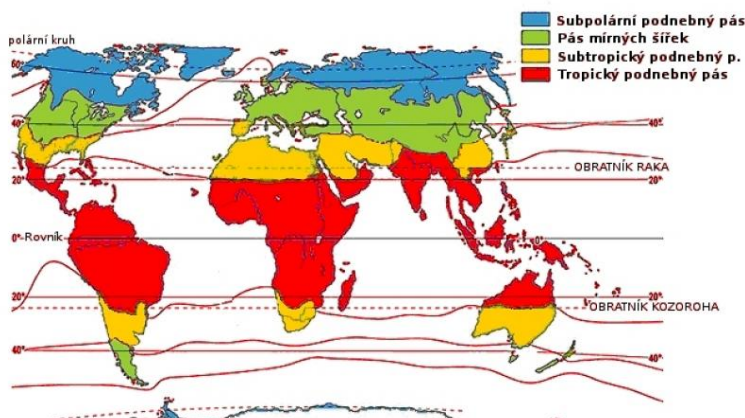 Subpolární podnebný pás
Pás mírných šířek
Subtropický podnebný p.
Tropický podnebný pás
polární kruh
60°
40°
40°
OBRATNÍK RAKA
20°
20°
Rovník
0°
0°
20°
20°
OBRATNÍK KOZOROHA
40°
40°